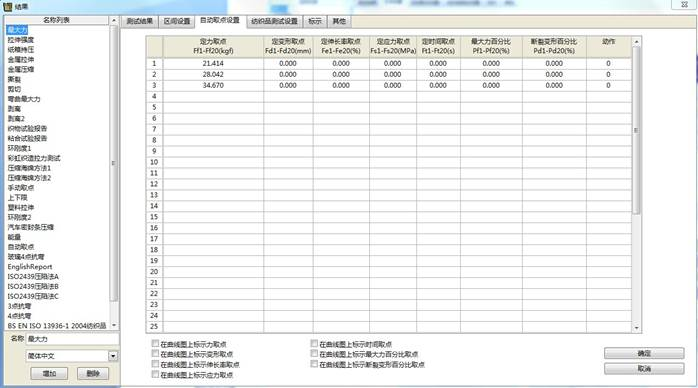 结果
名称列表
最大力
拉伸强度
纸箱持压
金属拉伸
金属压缩
撕裂
剪切
弯曲最大力
剥离
剥离2
织物试验报告
粘合试验报告
环刚度1
彩虹织造拉力测试
压缩海绵方法1
压缩海绵方法2
手动取点
上下限
塑料拉伸
环刚度2
汽车密封条压缩
能量
自动取点
玻璃4点抗弯
EnglishReport
ISO2439压陷法A
ISO2439压陷法B
ISO2439压陷法C
3点抗弯
4点抗弯
BS EN ISO 13936-1 2004纺织品
名称 最大力
简体中文
增加 删除
测试结果 区间设置 自动取点设置 纺织品测试设置 标示 其他
定力取点 定变形取点 定伸长率取点 定应力取点 定时间取点 最大力百分比 断裂变形百分比 动作
Ff1-Ff20(kgf) Fd1-Fd20(mm) Fe1-Fe20(%) Fs1-Fs20(MPa) Ft1-Ft20(s) Pf1-Pf20(%) Pd1-Pd20(%)
1 21.414 0.000 0.000 0.000 0.000 0.000 0.000 0
2 28.042 0.000 0.000 0.000 0.000 0.000 0.000 0
3 34.670 0.000 0.000 0.000 0.000 0.000 0.000 0
4
5
6
7
8
9
10
11
12
13
14
15
16
17
18
19
20
21
22
23
24
25
在曲线图上标示力取点 在曲线图上标示时间取点
在曲线图上标示变形取点 在曲线图上标示最大力百分比取点
在曲线图上标示伸长率取点 在曲线图上标示断裂变形百分比取点
在曲线图上标示应力取点
确定
取消